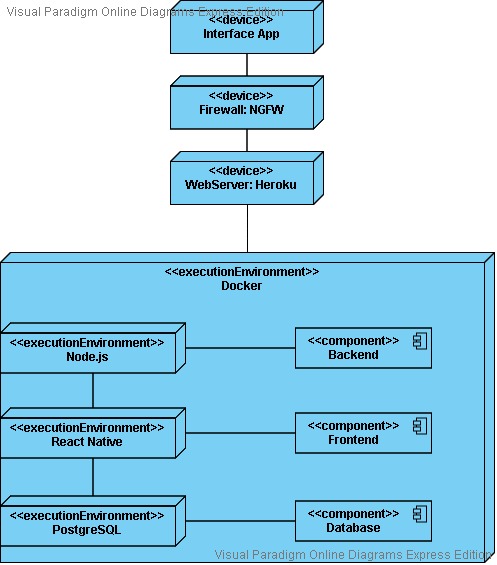 Visual Paradigm Online Diagrams Express Edition
<<device>>
Interface App
<<device>>
Firewall: NGFW
<<device>>
WebServer: Heroku
<<executionEnvironment>>
Docker
<<executionEnvironment>>
Node.js
<<component>>
Backend
<<executionEnvironment>>
React Native
<<component>>
Frontend
<<executionEnvironment>>
PostgreSQL
<<component>>
Database
Visual Paradigm Online Diagrams Express Edition